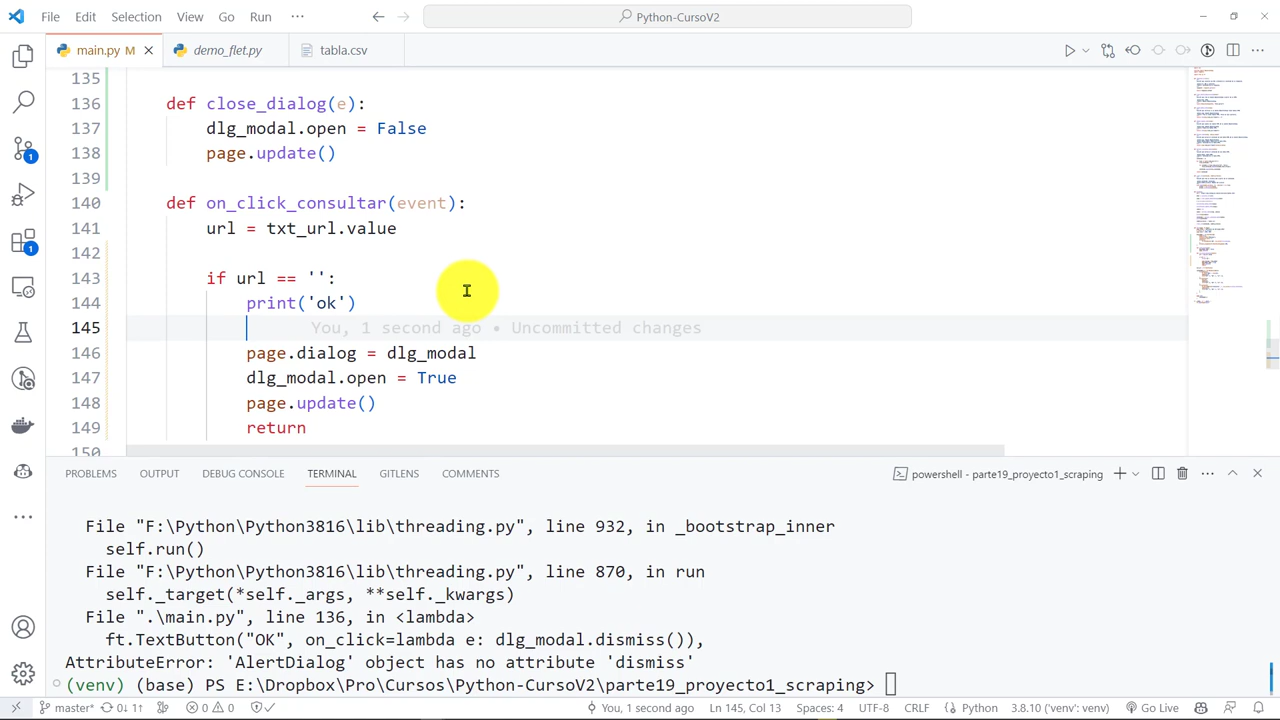 File Edit Selection View Go Run ··· Python-CursoV2
main.py M demo_flet.py tabla.csv
135
136 def close_dialog():
dlg_modal.open = False
page.update()
140 def on_click_consultar(event):
url = txt_url.value
142
143 if url ==
144 print('ok
145 You, 1 second ago • Uncommitted changes
146 page.dialog = dlg_modal
147 dlg_modal.open = True
148 page.update()
149 return
150
PROBLEMS OUTPUT DEBUG CONSOLE TERMINAL GITLENS COMMENTS powershell - parte19_proyecto1_scraping
File "F:\Python\Python3816\lib\threading.py", line 932, in _bootstrap_inner
self.run()
File "F:\Python\Python3816\lib\threading.py", line 870, in run
self._target(*self._args, **self._kwargs)
File ".\main.py", line 136, in <lambda>
ft.TextButton("OK", on_click=lambda e: dlg_modal.dismiss()),
AttributeError: 'AlertDialog' object has no attribute 'dismiss'
(venv) (base) PS E:\Dropbox\Pro\Cursos\Python-CursoV2\parte19_proyecto1_scraping>
master* 0↓ 1↑ 0 0 You, 1 second ago Ln 145, Col 13 Spaces: 4 UTF-8 CRLF Python 3.8.10 ('venv': venv) Go Live